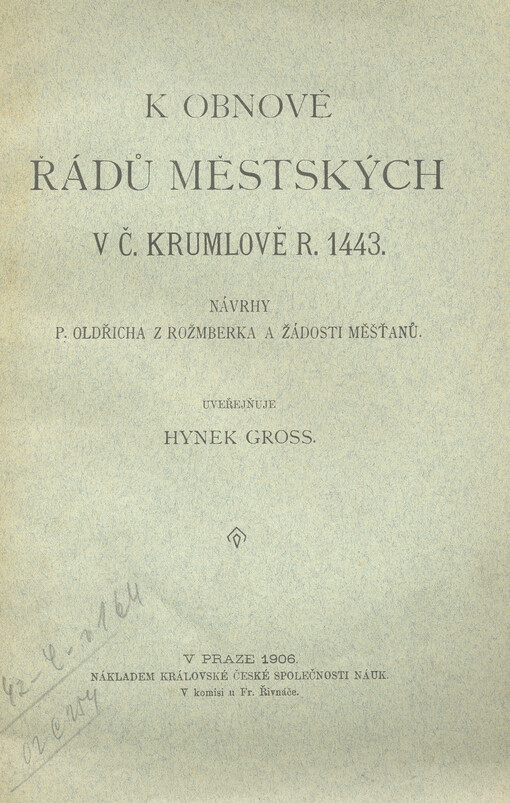 K OBNOVĚ
ŘÁDŮ MĚSTSKÝCH
V Č. KRUMLOVĚ R. 1443.
NÁVRHY
P. OLDŘICHA Z ROŽMBERKA A ŽÁDOSTI MĚŠŤANŮ.
UVEŘEJŇUJE
HYNEK GROSS.
V PRAZE 1906.
NÁKLADEM KRÁLOVSKÉ ČESKÉ SPOLEČNOSTI NAUK.
V komisi u Fr. Řivnáče.